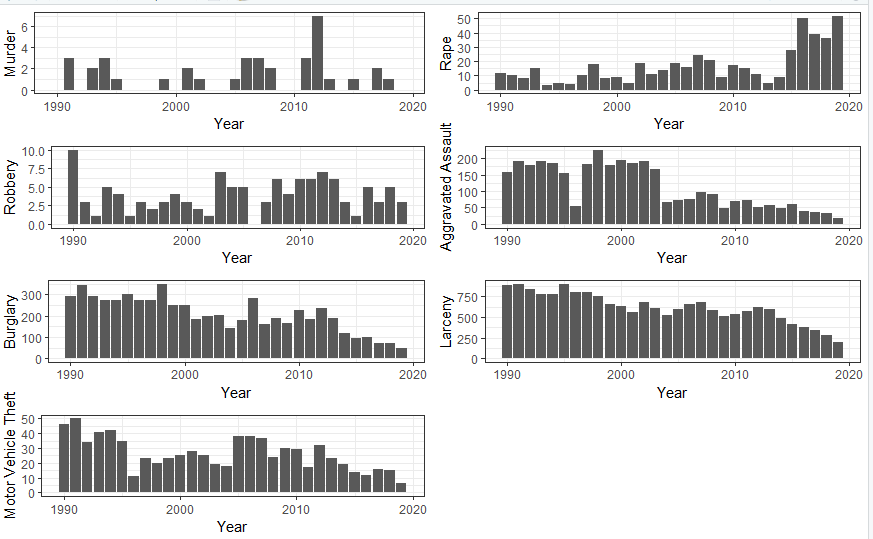 Murder
6
4
2
0
1990 2000 2010 2020
Year
Rape
50
40
30
20
10
0
1990 2000 2010 2020
Year
Robbery
10.0
7.5
5.0
2.5
0.0
1990 2000 2010 2020
Year
Aggravated Assault
200
150
100
50
0
1990 2000 2010 2020
Year
Burglary
300
200
100
0
1990 2000 2010 2020
Year
Larceny
750
500
250
0
1990 2000 2010 2020
Year
Motor Vehicle Theft
50
40
30
20
10
0
1990 2000 2010 2020
Year